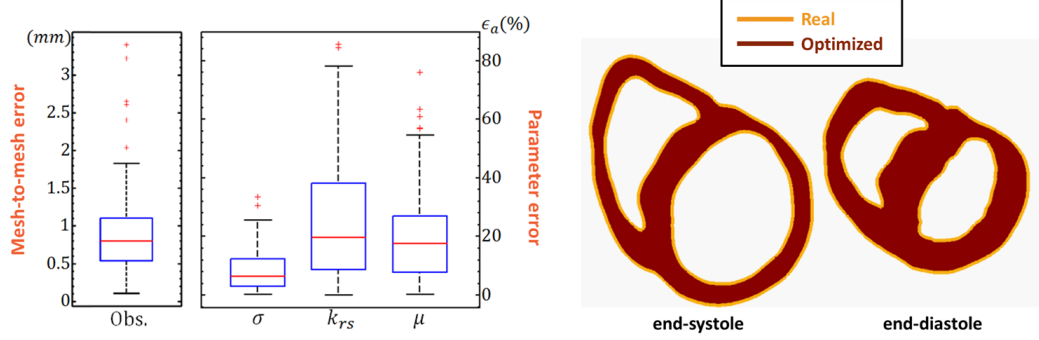 (mm)
3
2.5
2
1.5
1
0.5
0
Mesh-to-mesh error
Obs.
ϵₐ(%)
80
60
40
20
0
Parameter error
σ
kᵣₛ
μ
Real
Optimized
end-systole
end-diastole